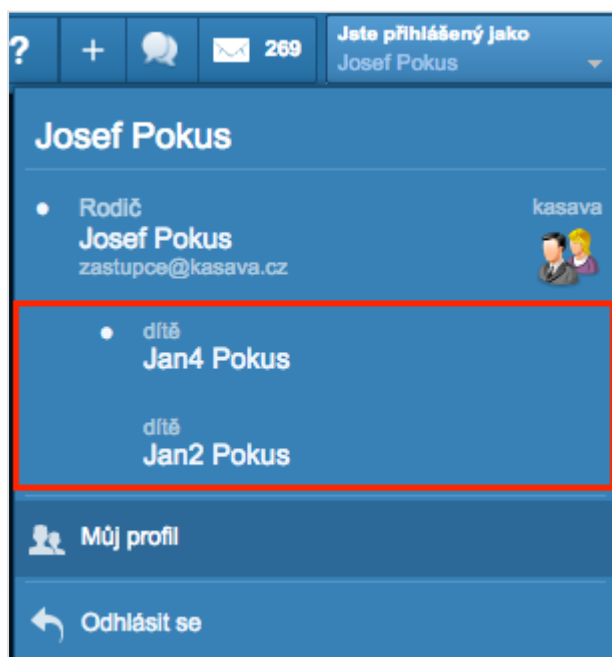 ?
+
269
Jste přihlášený jako
Josef Pokus
Josef Pokus
Rodič
kasava
Josef Pokus
zastupce@kasava.cz
dítě
Jan4 Pokus
dítě
Jan2 Pokus
Můj profil
Odhlásit se